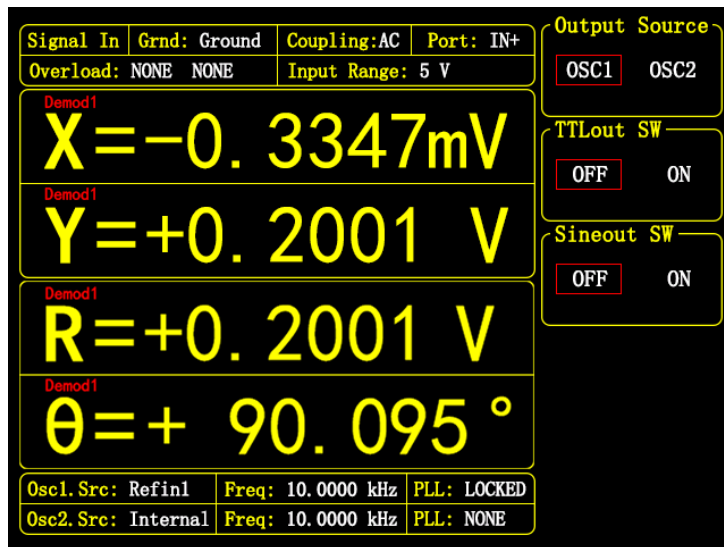 Signal In Grnd: Ground Coupling:AC Port: IN+
Overload: NONE NONE Input Range: 5 V
Demod1
X=-0.3347mV
Demod1
Y=+0.2001 V
Demod1
R=+0.2001 V
Demod1
θ=+ 90.095°
Osc1.Src: Refin1 Freq: 10.0000 kHz PLL: LOCKED
Osc2.Src: Internal Freq: 10.0000 kHz PLL: NONE
Output Source
OSC1 OSC2
TTLout SW
OFF ON
Sineout SW
OFF ON